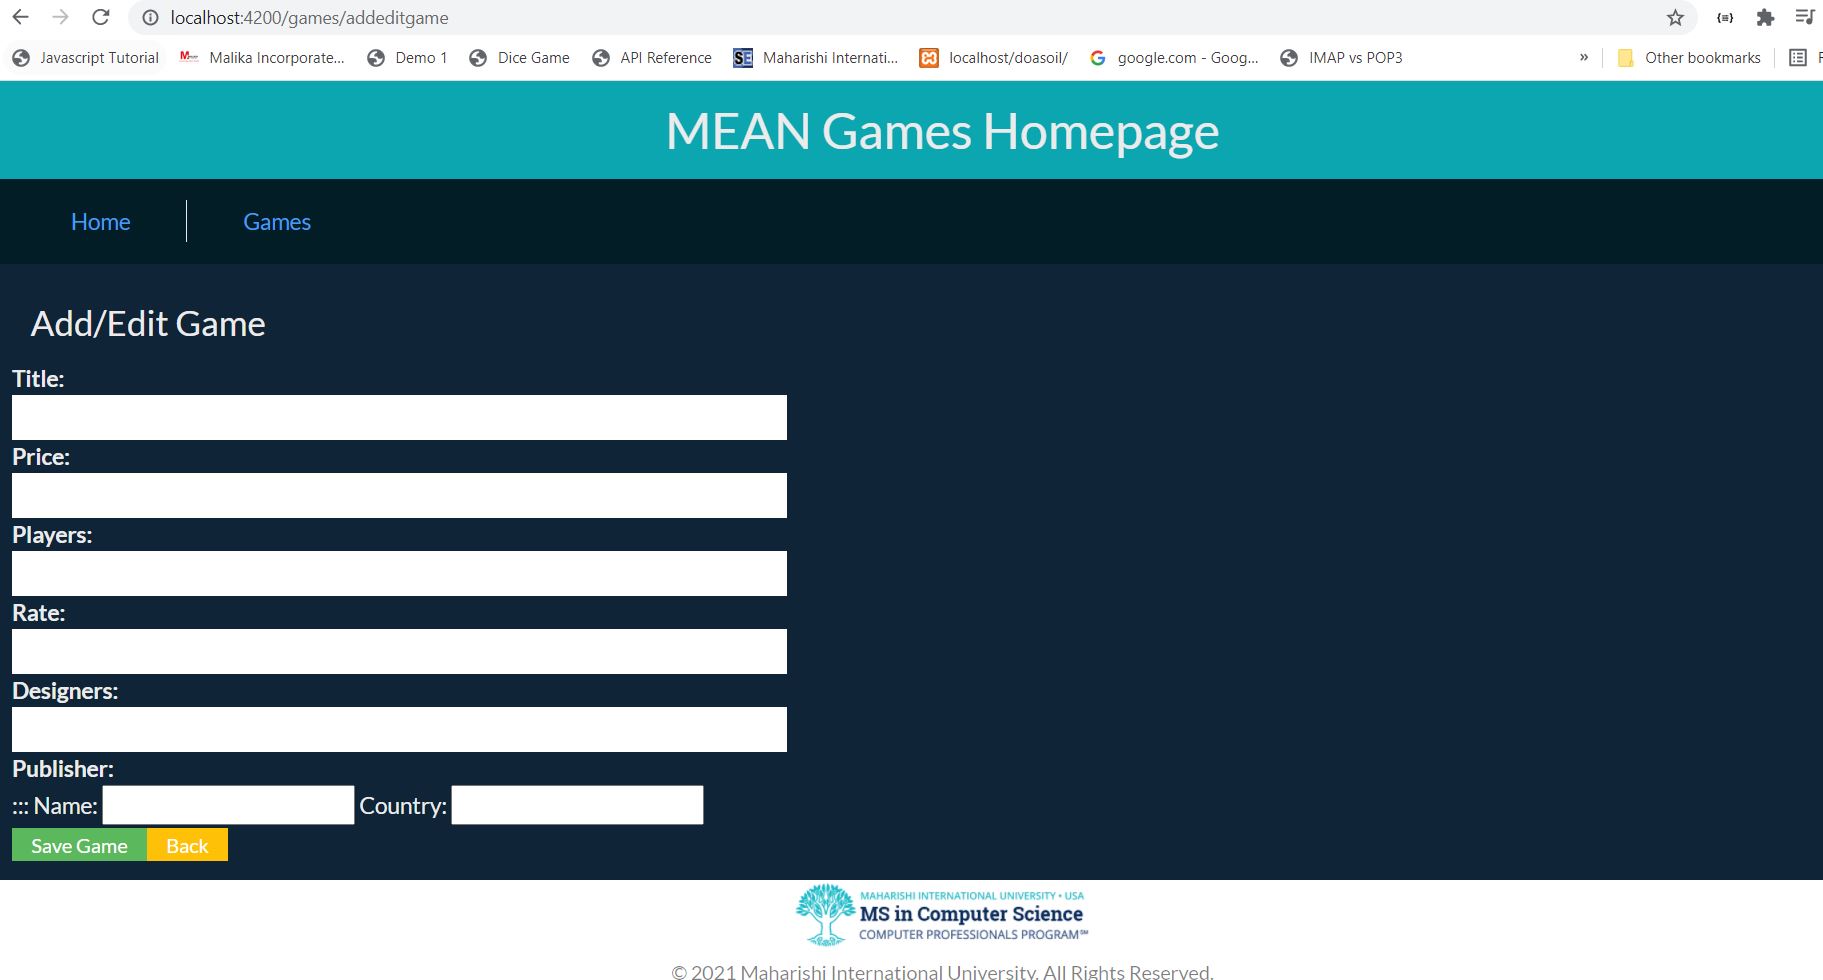 localhost:4200/games/addeditgame
Javascript Tutorial Malika Incorporate... Demo 1 Dice Game API Reference Maharishi Internati... localhost/doasoil/ google.com - Goog... IMAP vs POP3 » Other bookmarks
MEAN Games Homepage
Home Games
Add/Edit Game
Title:
Price:
Players:
Rate:
Designers:
Publisher:
::: Name: Country:
Save Game Back
MAHARISHI INTERNATIONAL UNIVERSITY • USA
MS in Computer Science
COMPUTER PROFESSIONALS PROGRAM℠
© 2021 Maharishi International University. All Rights Reserved.